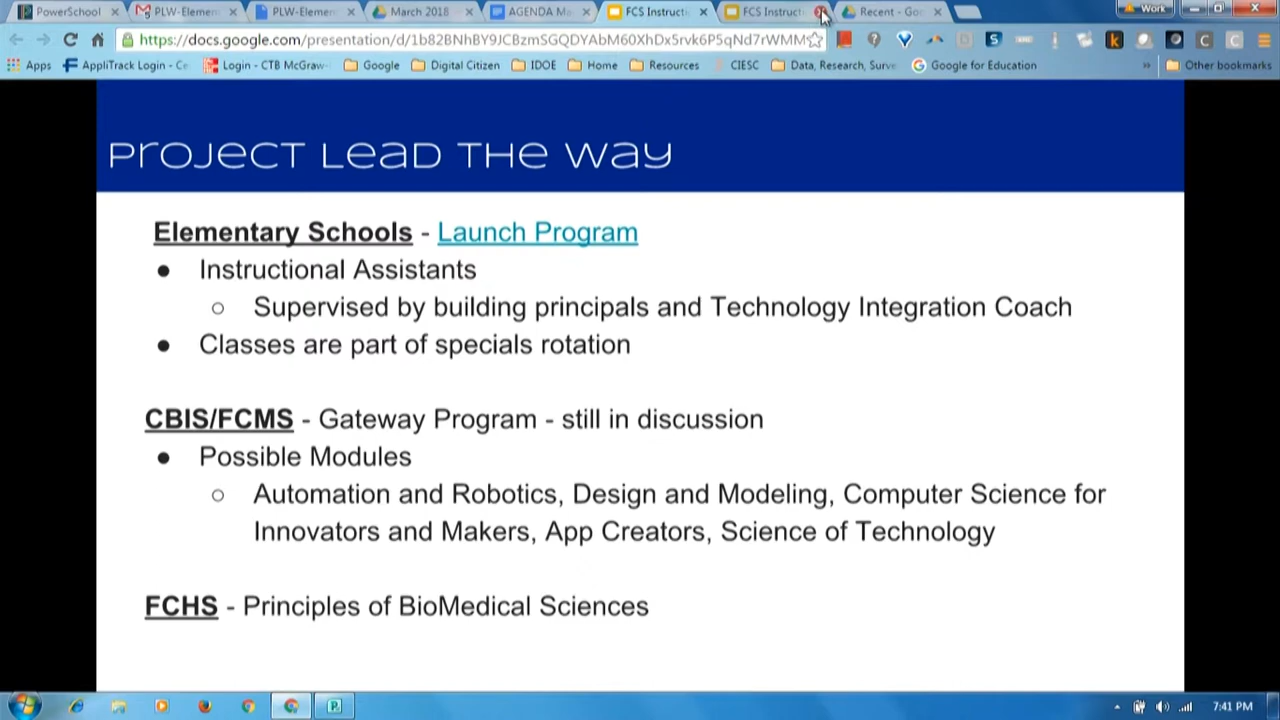 PowerSchool
PLW-Elemen
PLW-Elemen
March 2018
AGENDA Ma
FCS Instructi
FCS Instructi
Recent - Goo
Work
https://docs.google.com/presentation/d/1b82BNhBY9JCBzmSGQDYAbM60XhDx5rvk6P5qNd7rWMM
Apps
AppliTrack Login - Ce
Login - CTB McGraw-
Google
Digital Citizen
IDOE
Home
Resources
CIESC
Data, Research, Surve
Google for Education
»
Other bookmarks
Project Lead The Way
Elementary Schools - Launch Program
● Instructional Assistants
○ Supervised by building principals and Technology Integration Coach
● Classes are part of specials rotation
CBIS/FCMS - Gateway Program - still in discussion
● Possible Modules
○ Automation and Robotics, Design and Modeling, Computer Science for
Innovators and Makers, App Creators, Science of Technology
FCHS - Principles of BioMedical Sciences
7:41 PM